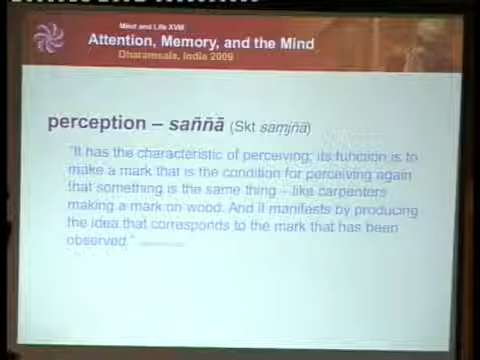 Mind and Life XVIII
Attention, Memory, and the Mind
Dharamsala, India 2009
perception – saññā (Skt saṃjñā)
"It has the characteristic of perceiving; its function is to
make a mark that is the condition for perceiving again
that something is the same thing – like carpenters
making a mark on wood. And it manifests by producing
the idea that corresponds to the mark that has been
observed."